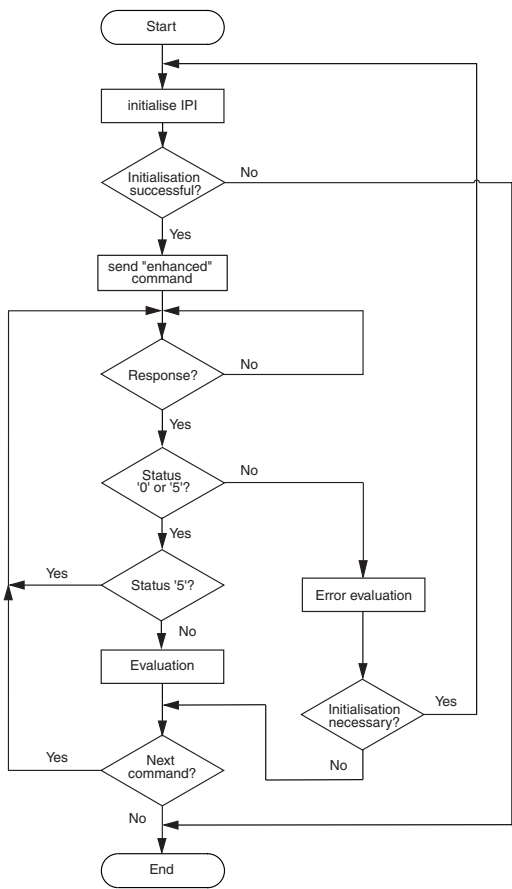 Start
initialise IPI
Initialisation
successful?
No
Yes
send "enhanced"
command
Response?
No
Yes
Status
'0' or '5'?
No
Yes
Status '5'?
Yes
No
Error evaluation
Evaluation
Initialisation
necessary?
Yes
No
Next
command?
Yes
No
End